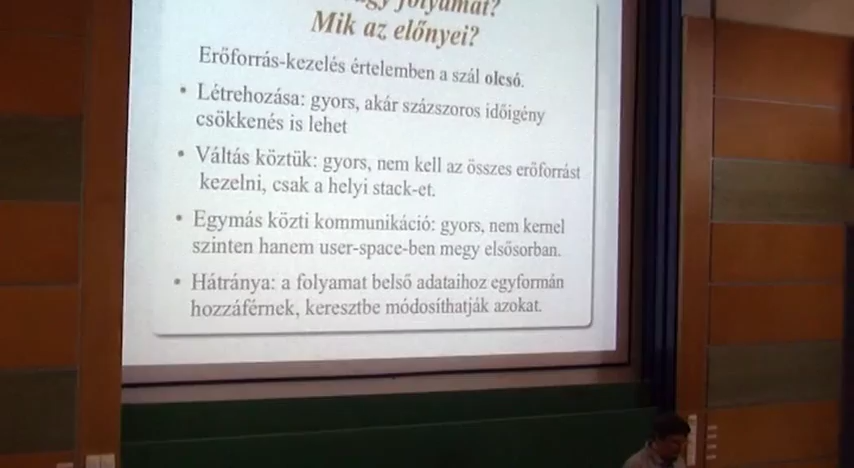 folyamat?
Mik az előnyei?
Erőforrás-kezelés értelemben a szál olcsó.
• Létrehozása: gyors, akár százszoros időigény
csökkenés is lehet
• Váltás köztük: gyors, nem kell az összes erőforrást
kezelni, csak a helyi stack-et.
• Egymás közti kommunikáció: gyors, nem kernel
szinten hanem user-space-ben megy elsősorban.
• Hátránya: a folyamat belső adataihoz egyformán
hozzáférnek, keresztbe módosíthatják azokat.